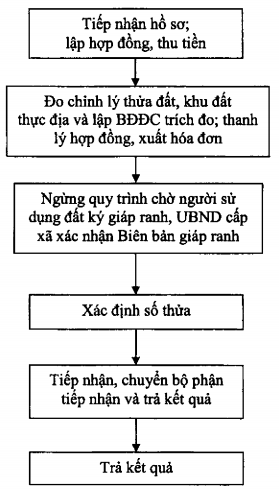 Tiếp nhận hồ sơ;
lập hợp đồng, thu tiền
Đo chỉnh lý thửa đất, khu đất
thực địa và lập BĐĐC trích đo; thanh
lý hợp đồng, xuất hóa đơn
Ngừng quy trình chờ người sử
dụng đất ký giáp ranh, UBND cấp
xã xác nhận Biên bản giáp ranh
Xác định số thửa
Tiếp nhận, chuyển bộ phận
tiếp nhận và trả kết quả
Trả kết quả